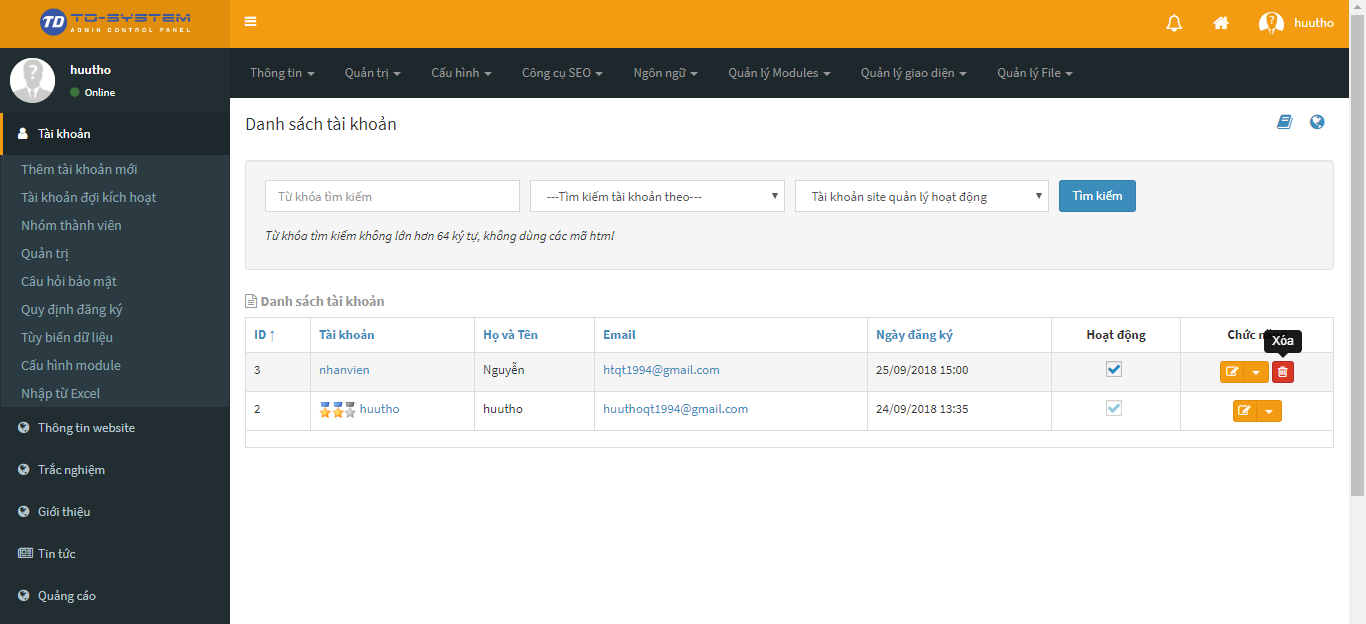 TD TD-SYSTEM
ADMIN CONTROL PANEL
huutho
huutho
Online
Thông tin Quản trị Cấu hình Công cụ SEO Ngôn ngữ Quản lý Modules Quản lý giao diện Quản lý File
Tài khoản
Thêm tài khoản mới
Tài khoản đợi kích hoạt
Nhóm thành viên
Quản trị
Câu hỏi bảo mật
Quy định đăng ký
Tùy biến dữ liệu
Cấu hình module
Nhập từ Excel
Thông tin website
Trắc nghiệm
Giới thiệu
Tin tức
Quảng cáo
Danh sách tài khoản
Từ khóa tìm kiếm ---Tìm kiếm tài khoản theo--- Tài khoản site quản lý hoạt động Tìm kiếm
Từ khóa tìm kiếm không lớn hơn 64 ký tự, không dùng các mã html
Danh sách tài khoản
ID ↑ Tài khoản Họ và Tên Email Ngày đăng ký Hoạt động Chức
Xóa
3 nhanvien Nguyễn htqt1994@gmail.com 25/09/2018 15:00
2 huutho huutho huuthoqt1994@gmail.com 24/09/2018 13:35